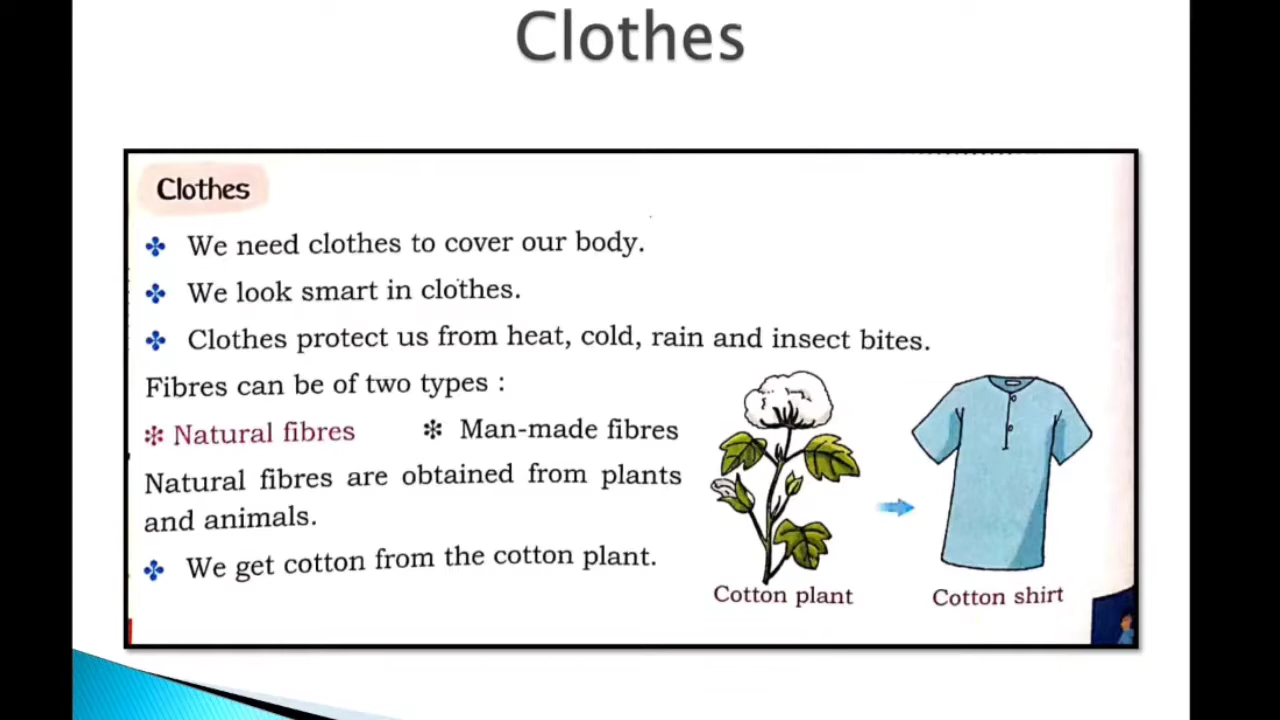 Clothes
Clothes
We need clothes to cover our body.
We look smart in clothes.
Clothes protect us from heat, cold, rain and insect bites.
Fibres can be of two types :
Natural fibres
Man-made fibres
Natural fibres are obtained from plants
and animals.
We get cotton from the cotton plant.
Cotton plant
Cotton shirt